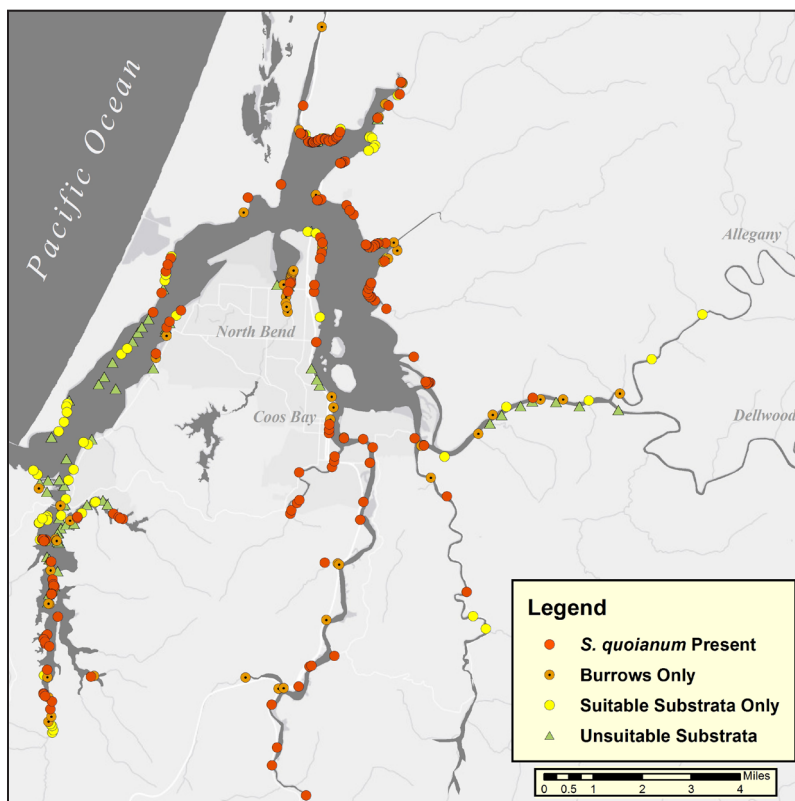 Pacific Ocean
Allegany
North Bend
Coos Bay
Dellwood
Legend
S. quoianum Present
Burrows Only
Suitable Substrata Only
Unsuitable Substrata
Miles
0 0.5 1 2 3 4